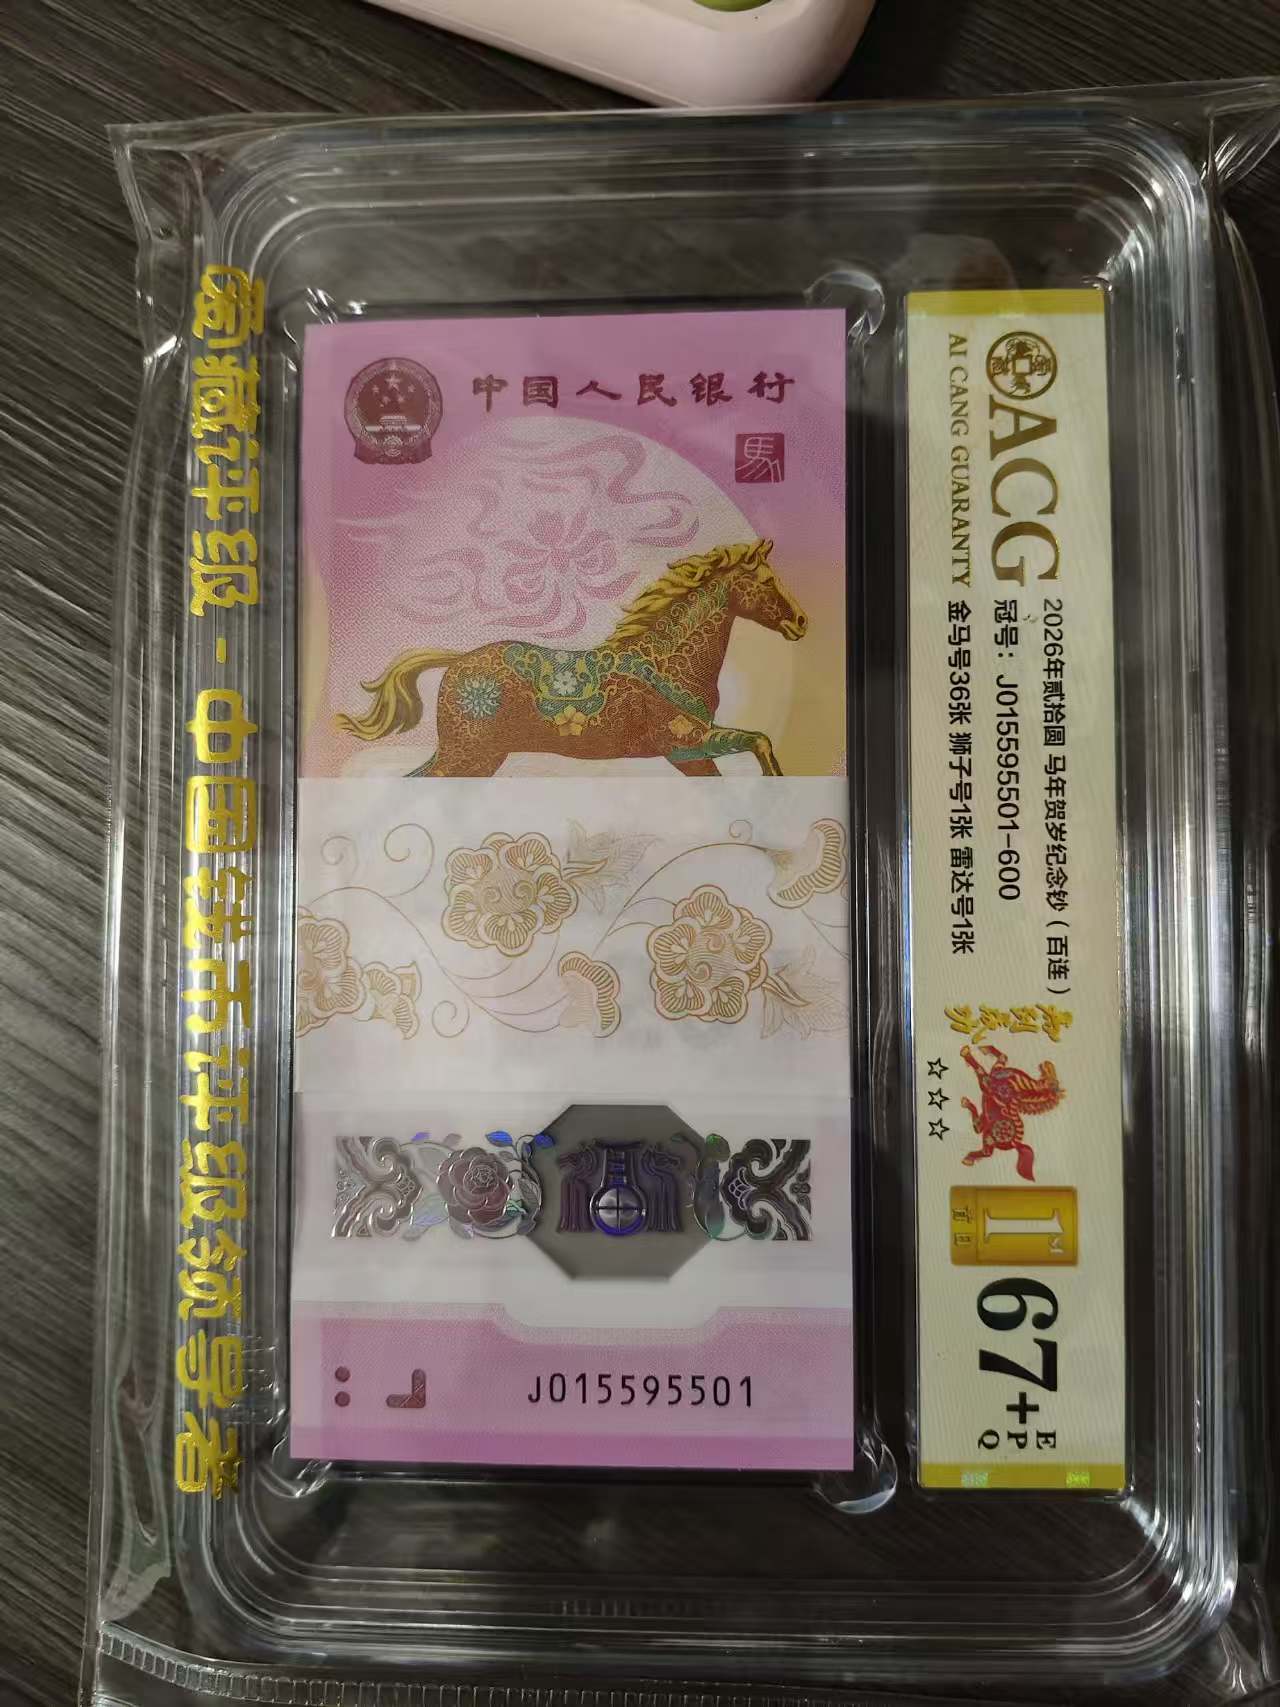 爱藏评级-中国钱币评级领导者
中国人民银行
馬
J015595501
ACG
AI CANG GUARANTY
2026年贰拾圆 马年贺岁纪念钞（百连）
冠号：J015595501-600
金马号36张 狮子号1张 雷达号1张
☆☆☆
1ST
首日
67+
EPQ